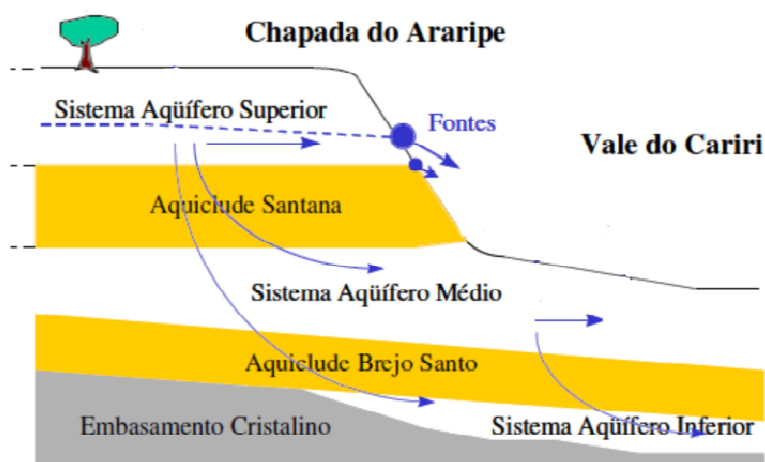 Chapada do Araripe
Sistema Aqüífero Superior
Fontes
Vale do Cariri
Aquiclude Santana
Sistema Aqüífero Médio
Aquiclude Brejo Santo
Embasamento Cristalino
Sistema Aqüífero Inferior